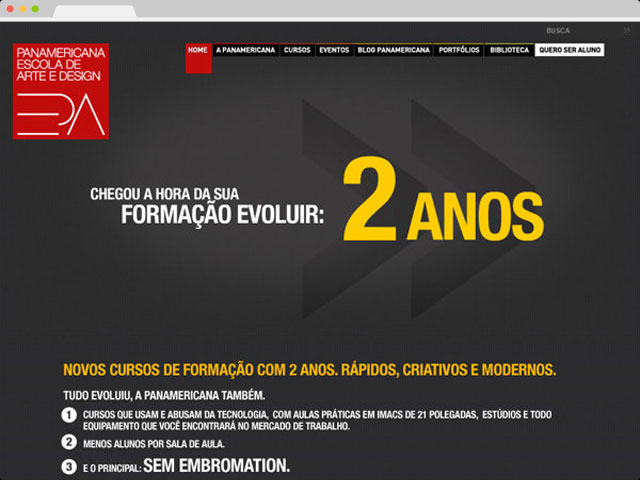 BUSCA
PANAMERICANA
ESCOLA DE
ARTE E DESIGN
HOME A PANAMERICANA CURSOS EVENTOS BLOG PANAMERICANA PORTFÓLIOS BIBLIOTECA QUERO SER ALUNO
CHEGOU A HORA DA SUA
FORMAÇÃO EVOLUIR:
2 ANOS
NOVOS CURSOS DE FORMAÇÃO COM 2 ANOS. RÁPIDOS, CRIATIVOS E MODERNOS.
TUDO EVOLUIU, A PANAMERICANA TAMBÉM.
1 CURSOS QUE USAM E ABUSAM DA TECNOLOGIA, COM AULAS PRÁTICAS EM IMACS DE 21 POLEGADAS, ESTÚDIOS E TODO
EQUIPAMENTO QUE VOCÊ ENCONTRARÁ NO MERCADO DE TRABALHO.
2 MENOS ALUNOS POR SALA DE AULA.
3 E O PRINCIPAL: SEM EMBROMATION.